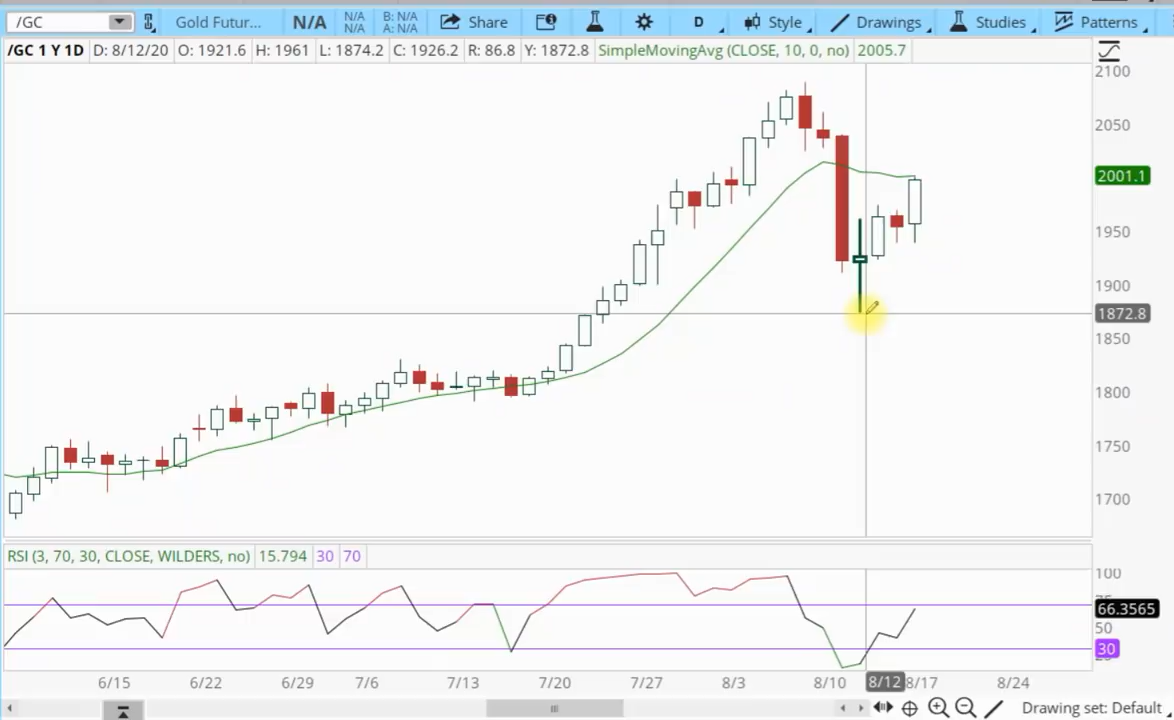 /GC Gold Futur... N/A N/A N/A B: N/A A: N/A Share D Style Drawings Studies Patterns
/GC 1 Y 1D D: 8/12/20 O: 1921.6 H: 1961 L: 1874.2 C: 1926.2 R: 86.8 Y: 1872.8 SimpleMovingAvg (CLOSE, 10, 0, no) 2005.7
2100
2050
2001.1
1950
1900
1872.8
1850
1800
1750
1700
RSI (3, 70, 30, CLOSE, WILDERS, no) 15.794 30 70
100
66.3565
50
30
6/15 6/22 6/29 7/6 7/13 7/20 7/27 8/3 8/10 8/12 8/17 8/24
Drawing set: Default